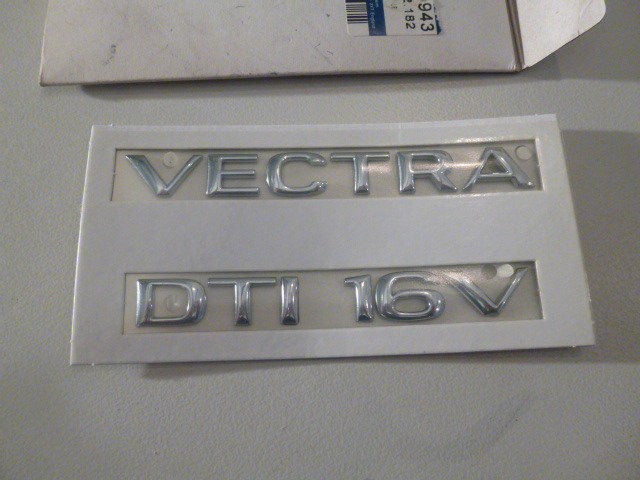 943
182
VECTRA
DTI 16V